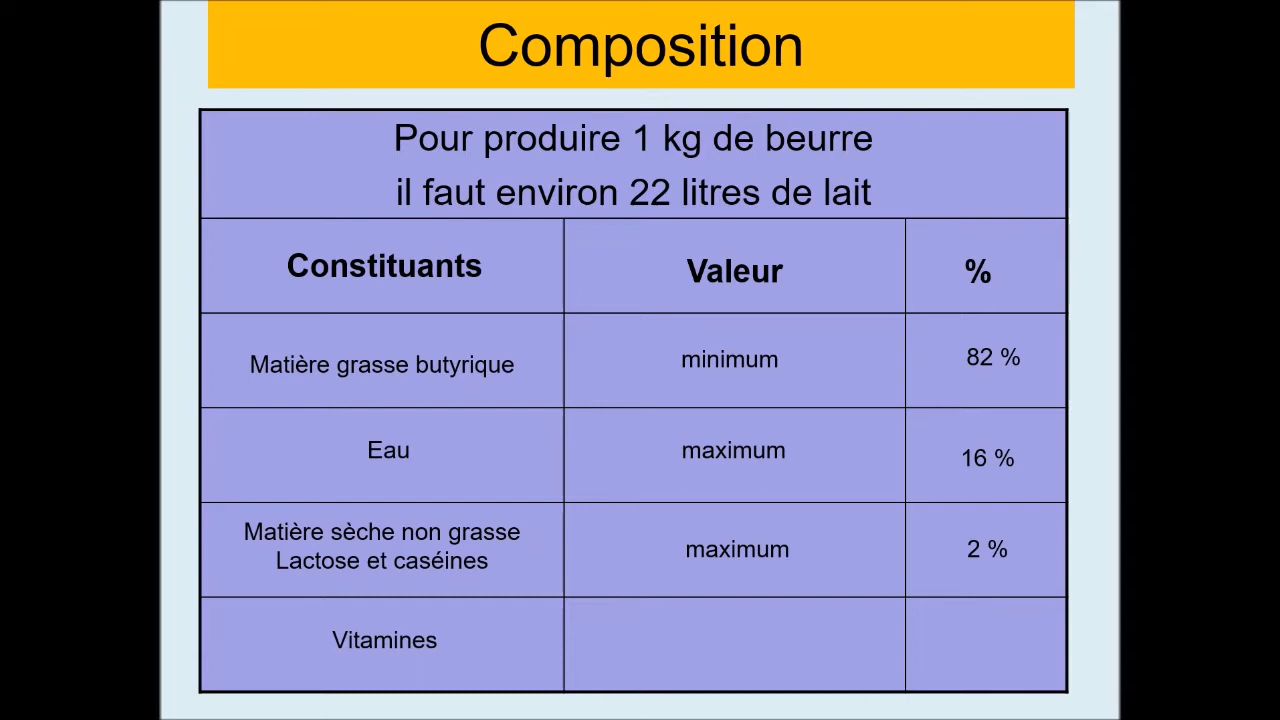 Composition
Pour produire 1 kg de beurre
il faut environ 22 litres de lait
Constituants Valeur %
Matière grasse butyrique minimum 82 %
Eau maximum 16 %
Matière sèche non grasse
Lactose et caséines maximum 2 %
Vitamines